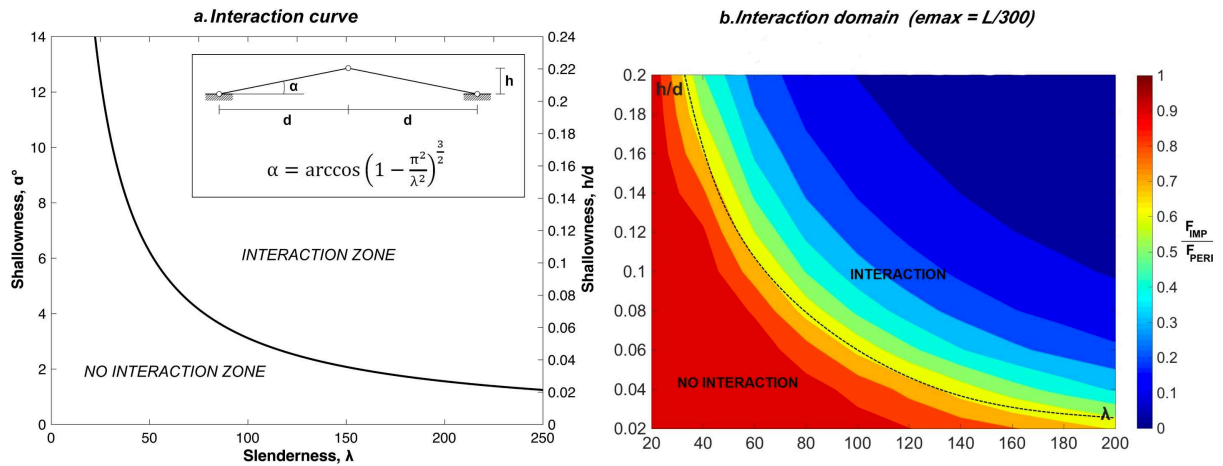 a. Interaction curve
14
12
10
8
6
4
2
0
Shallowness, α°
0.24
0.22
0.20
0.18
0.16
0.14
0.12
0.10
0.08
0.06
0.04
0.02
0
Shallowness, h/d
α
h
d d
α = arccos (1 − π²/λ²)^(3/2)
INTERACTION ZONE
NO INTERACTION ZONE
0 50 100 150 200 250
Slenderness, λ
b. Interaction domain (emax = L/300)
0.2
0.18
0.16
0.14
0.12
0.1
0.08
0.06
0.04
0.02
h/d
INTERACTION
NO INTERACTION
λ
20 40 60 80 100 120 140 160 180 200
1
0.9
0.8
0.7
0.6
0.5
0.4
0.3
0.2
0.1
0
F_IMP
F_PERI